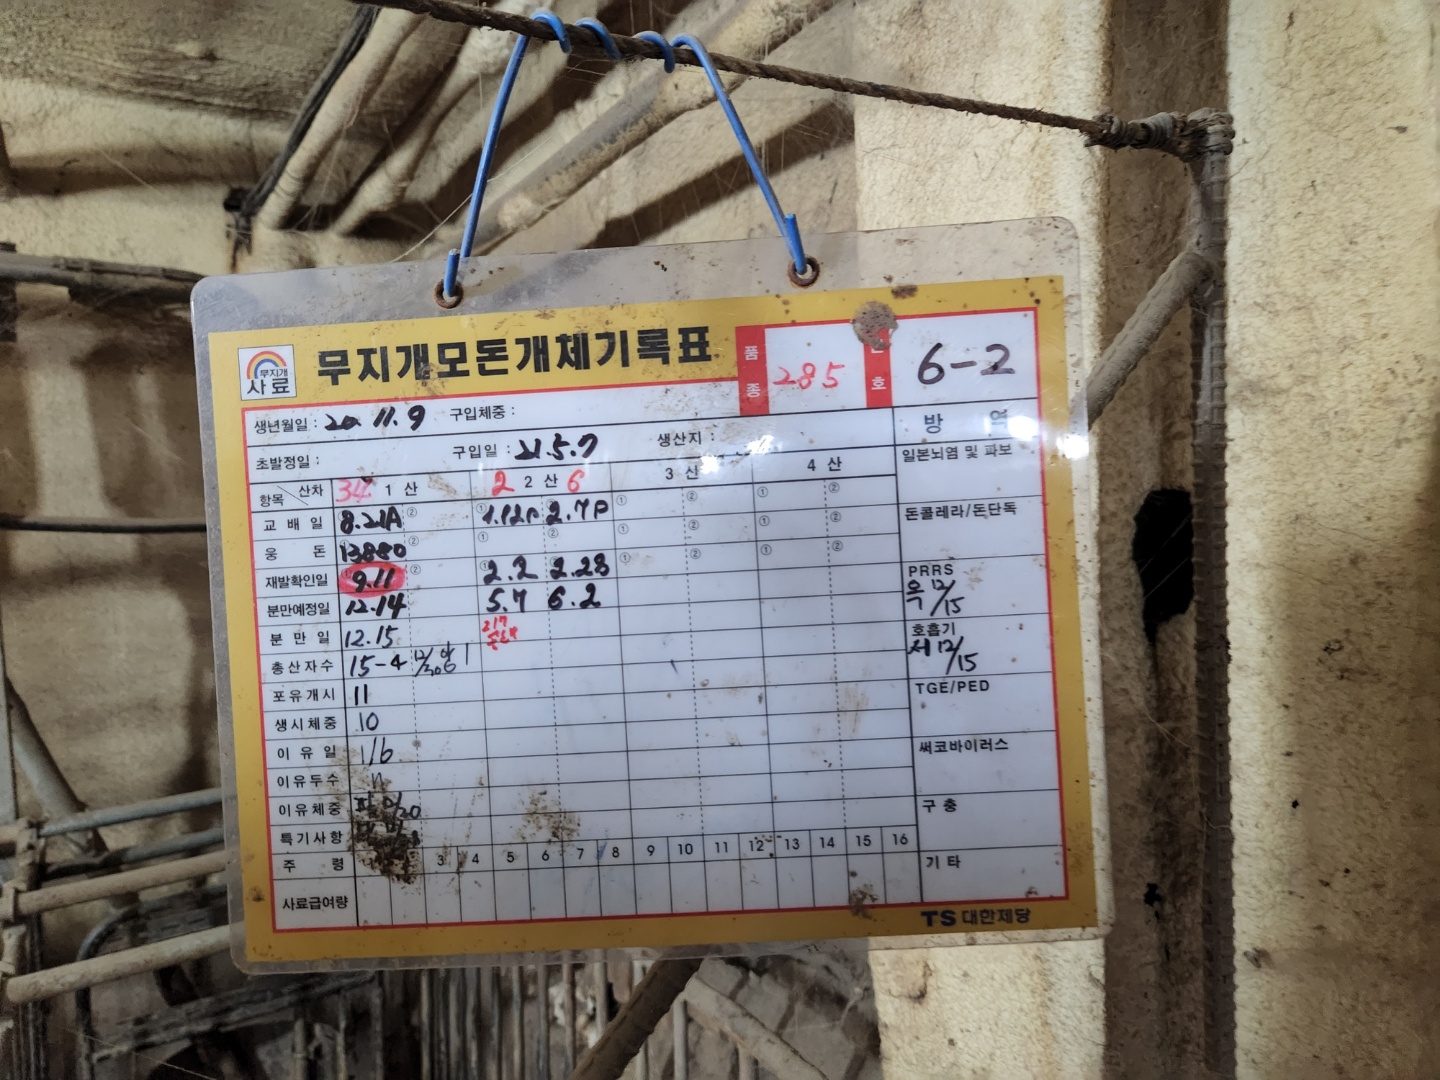 무지개
사료
무지개모돈개체기록표
품종 285
호 6-2
생년월일 : 20.11.9 구입체중 :
초발정일 : 구입일 : 21.5.7 생산지 :
방 역
항목 산차 34 1 산 2 2 산 6 3 산 4 산
일본뇌염 및 파보
교 배 일 8.21A ② ① 1.12P 2.7P ① ② ① ②
돈콜레라/돈단독
웅 돈 13880 ② ① ② ① ② ① ②
재발확인일 9.11 ② 2.2 2.28 ① ② ① ②
PRRS
분만예정일 12.14 5.7 6.2
12/15
분 만 일 12.15 217
호흡기
총산자수 15-4
12/15
포유개시 11
TGE/PED
생시체중 10
이 유 일 1/6
써코바이러스
이유두수
이유체중 /20
구 충
특기사항
주 령 3 4 5 6 7 8 9 10 11 12 13 14 15 16
기 타
사료급여량
TS 대한제당